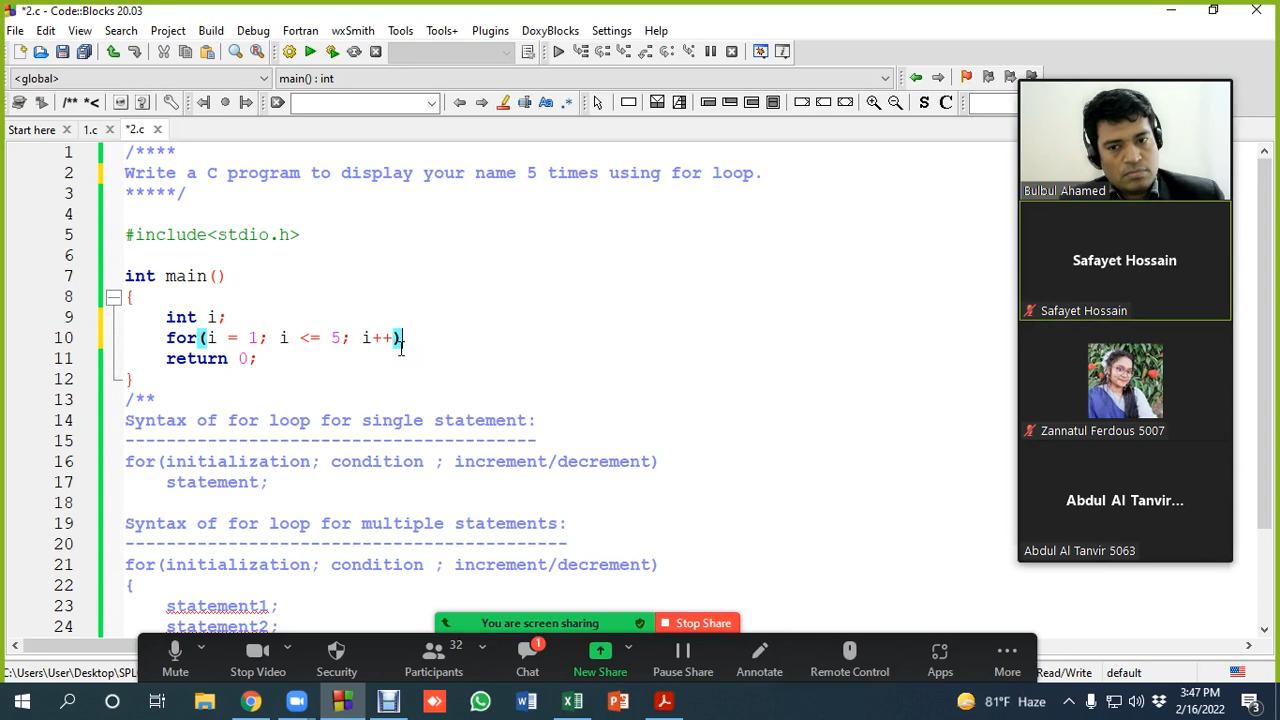 *2.c - Code::Blocks 20.03
File Edit View Search Project Build Debug Fortran wxSmith Tools Tools+ Plugins DoxyBlocks Settings Help
<global> main() : int
/** *< S C
Start here 1.c *2.c
1 /****
2 Write a C program to display your name 5 times using for loop.
3 *****/
4
5 #include<stdio.h>
6
7 int main()
8 {
9 int i;
10 for(i = 1; i <= 5; i++)
11 return 0;
12 }
13 /**
14 Syntax of for loop for single statement:
15 ----------------------------------------
16 for(initialization; condition ; increment/decrement)
17 statement;
18
19 Syntax of for loop for multiple statements:
20 -------------------------------------------
21 for(initialization; condition ; increment/decrement)
22 {
23 statement1;
24 statement2;
Bulbul Ahamed
Safayet Hossain
Safayet Hossain
Zannatul Ferdous 5007
Abdul Al Tanvir...
Abdul Al Tanvir 5063
You are screen sharing Stop Share
32 1
Mute Stop Video Security Participants Chat New Share Pause Share Annotate Remote Control Apps More
C:\Users\User\Desktop\SPL Read/Write default
81°F Haze 3:47 PM
2/16/2022 3